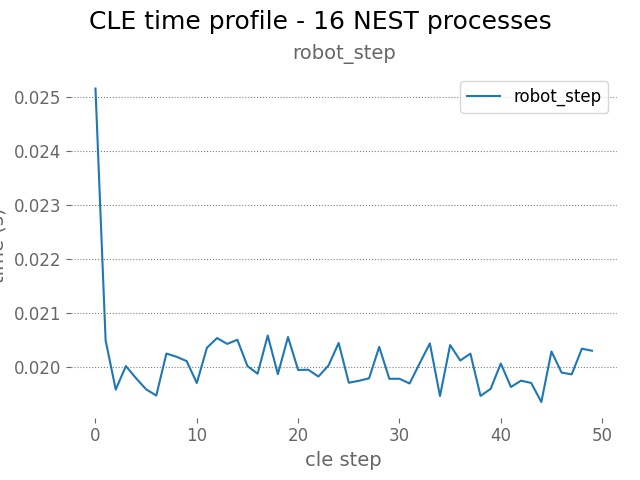 CLE time profile - 16 NEST processes
robot_step
robot_step
0.025
0.024
0.023
0.022
0.021
0.020
time (s)
0 10 20 30 40 50
cle step